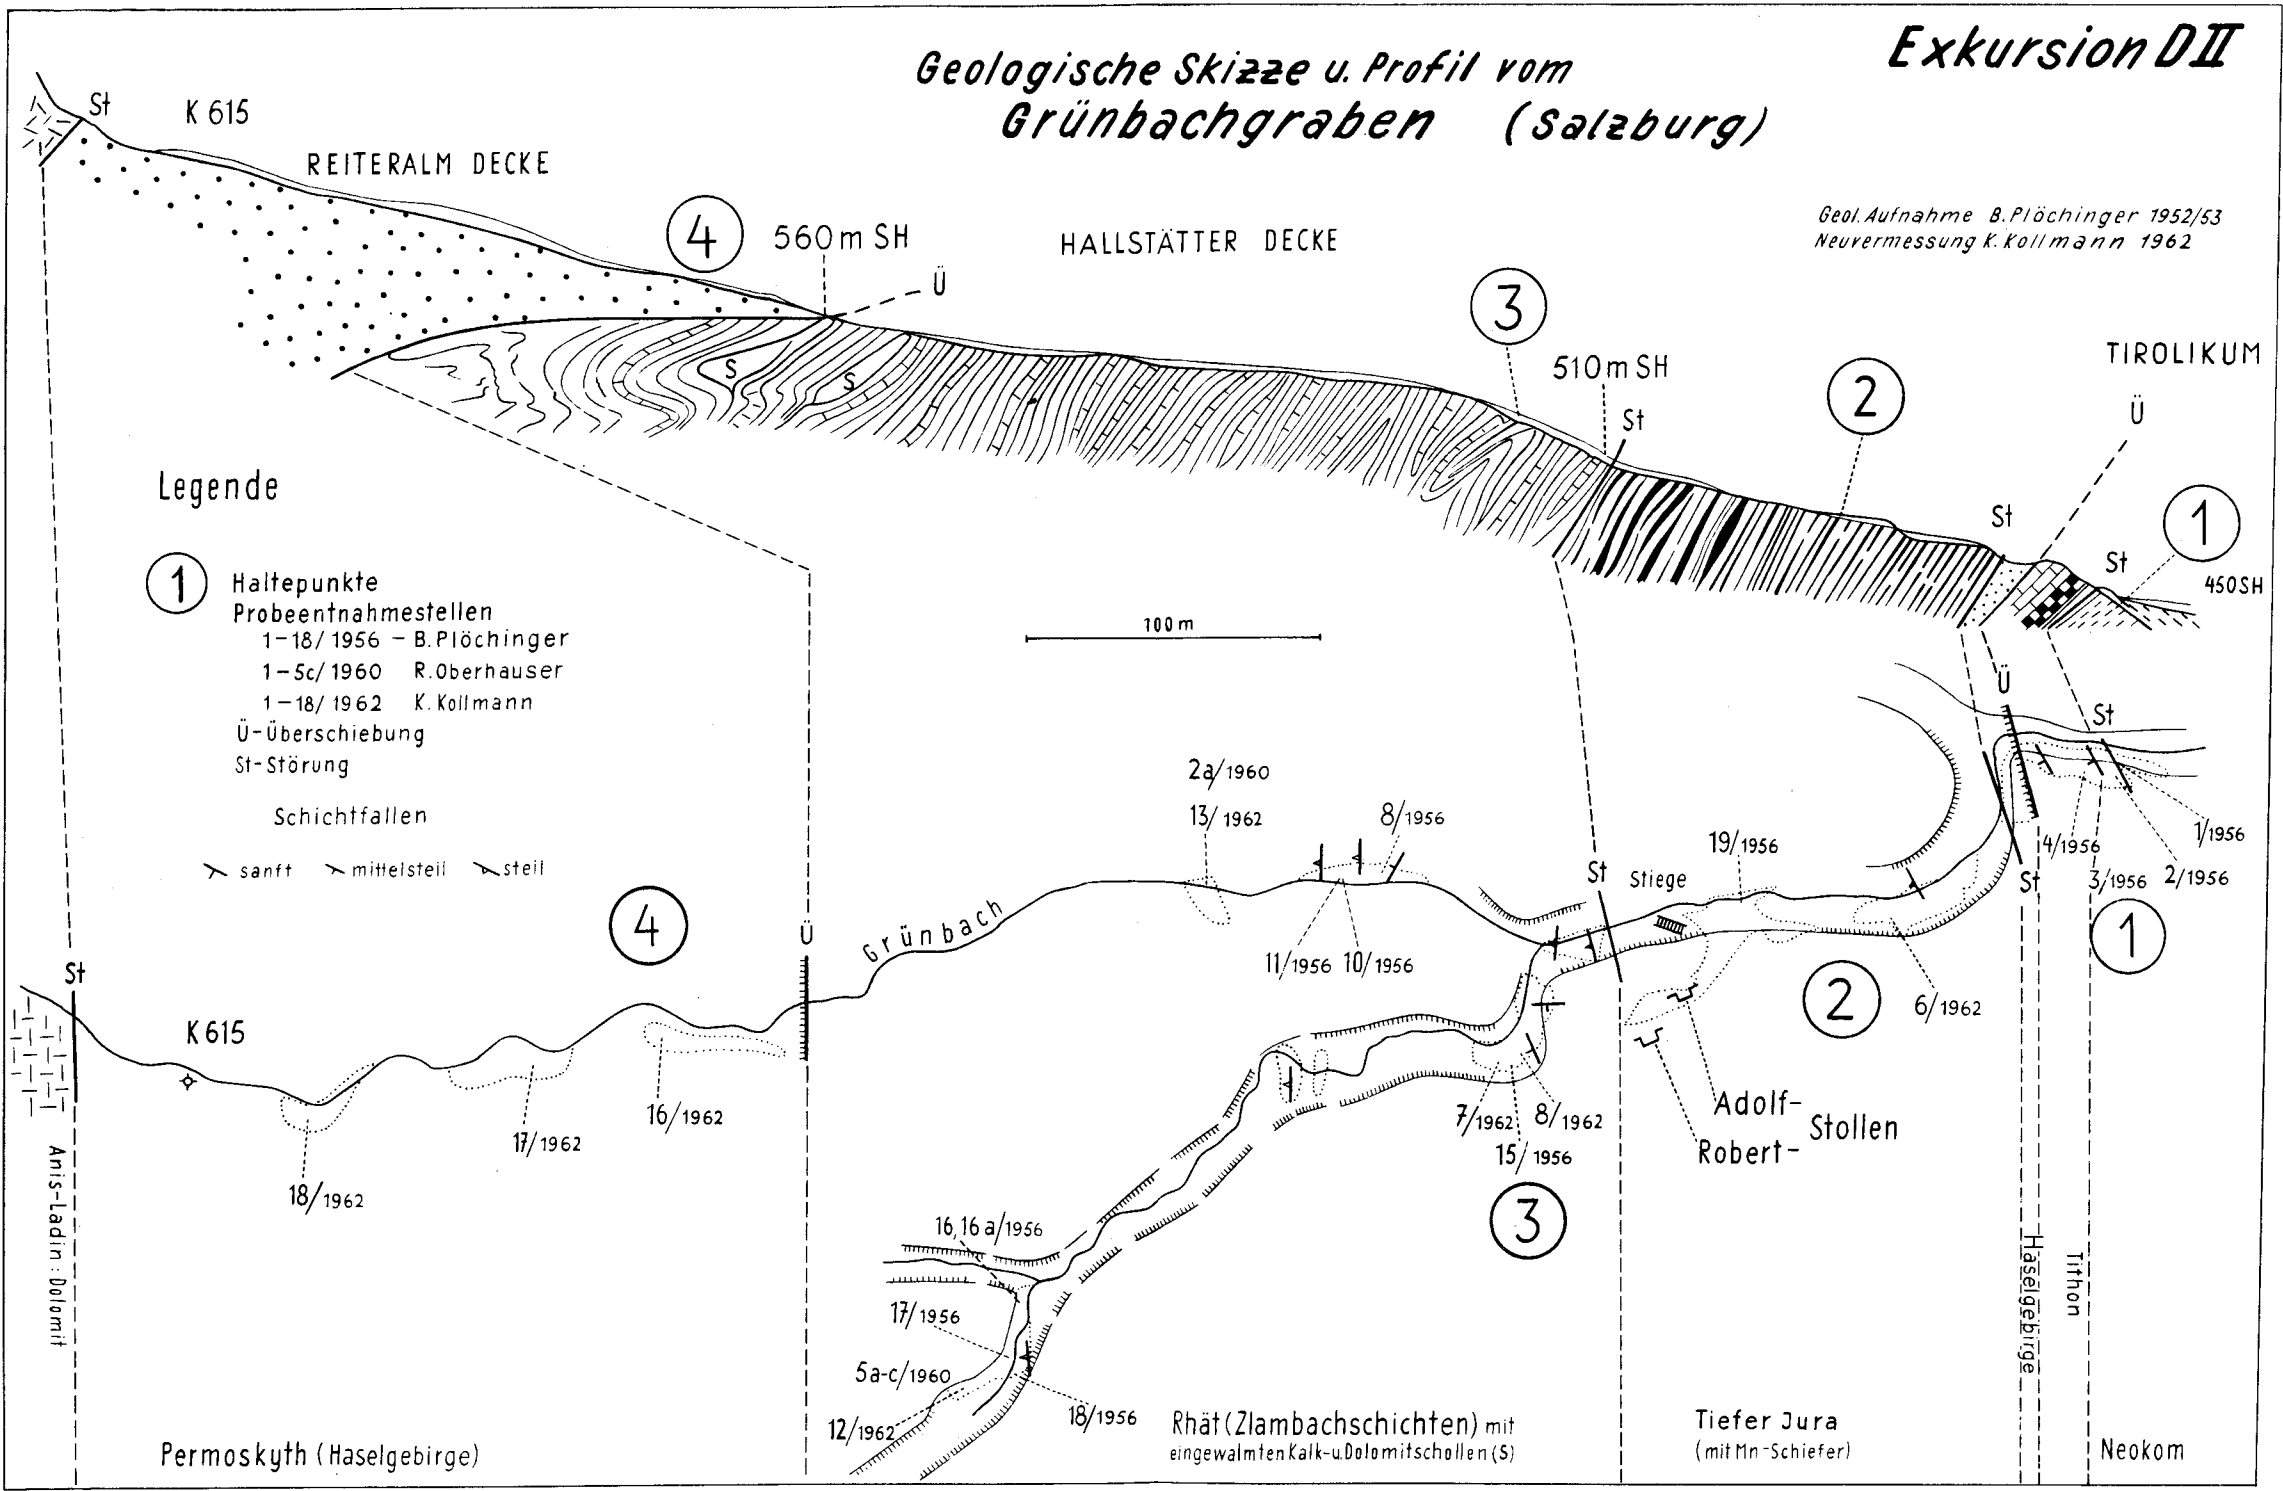 Exkursion DII
Geologische Skizze u. Profil vom
Grünbachgraben (Salzburg)
Geol. Aufnahme B. Plöchinger 1952/53
Neuvermessung K. Kollmann 1962
St
K 615
REITERALM DECKE
4
560 m SH
Ü
HALLSTÄTTER DECKE
3
510 m SH
St
2
TIROLIKUM
Ü
St
1
St
450 SH
S
S
Legende
1 Haltepunkte
Probeentnahmestellen
1-18/1956 - B. Plöchinger
1-5c/1960 R. Oberhauser
1-18/1962 K. Kollmann
Ü-Überschiebung
St-Störung
Schichtfallen
sanft mittelsteil steil
100 m
Ü
St
2a/1960
13/1962
8/1956
11/1956
10/1956
St
Stiege
19/1956
4/1956
1/1956
3/1956
2/1956
St
1
4
Ü
Grünbach
St
K 615
18/1962
17/1962
16/1962
2
6/1962
Adolf-
Robert-
Stollen
7/1962
8/1962
15/1956
3
16, 16a/1956
17/1956
5a-c/1960
12/1962
18/1956
Anis-Ladin: Dolomit
Permoskyth (Haselgebirge)
Rhät (Zlambachschichten) mit
eingewalmten Kalk-u. Dolomitschollen (S)
Tiefer Jura
(mit Mn-Schiefer)
Haselgebirge
Tithon
Neokom